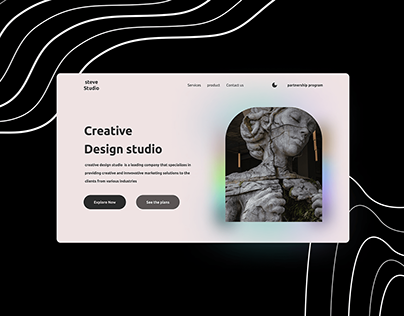 steve
Studio
Services product Contact us partnership program
Creative
Design studio
creative design studio is a leading company that specializes in
providing creative and innovative marketing solutions to the
clients from various industries
Explore Now See the plans